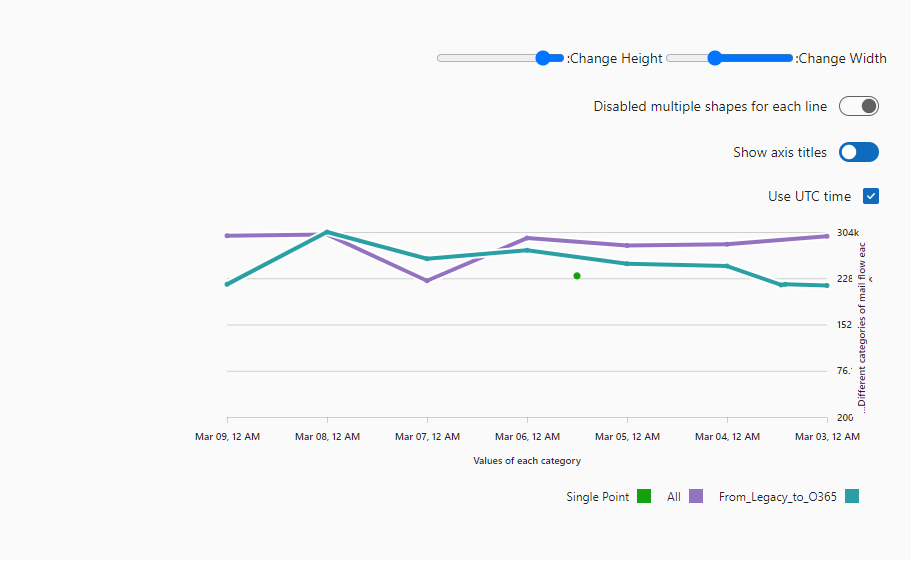 :Change Height
:Change Width
Disabled multiple shapes for each line
Show axis titles
Use UTC time
304k
228
152
76.
200
...Different categories of mail flow eac
Mar 09, 12 AM
Mar 08, 12 AM
Mar 07, 12 AM
Mar 06, 12 AM
Mar 05, 12 AM
Mar 04, 12 AM
Mar 03, 12 AM
Values of each category
Single Point
All
From_Legacy_to_O365